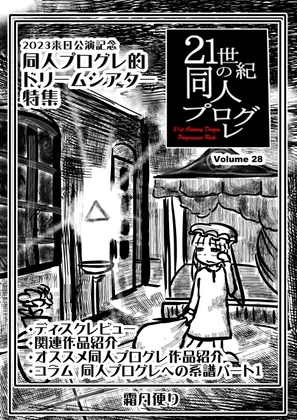 2023来日公演記念
同人プログレ的
ドリームシアター
特集
21世紀
の
同人
プログレ
21st Century Doujin
Progressive Rock
Volume 28
・ディスクレビュー
・関連作品紹介
・オススメ同人プログレ作品紹介
・コラム 同人プログレへの系譜パート1
霜月便り